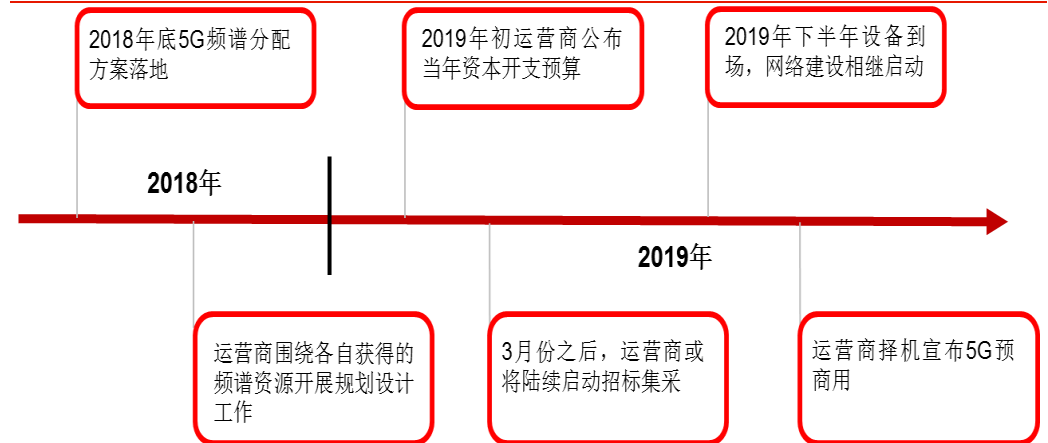 2018年底5G频谱分配
方案落地
2019年初运营商公布
当年资本开支预算
2019年下半年设备到
场，网络建设相继启动
2018年
2019年
运营商围绕各自获得的
频谱资源开展规划设计
工作
3月份之后，运营商或
将陆续启动招标集采
运营商择机宣布5G预
商用